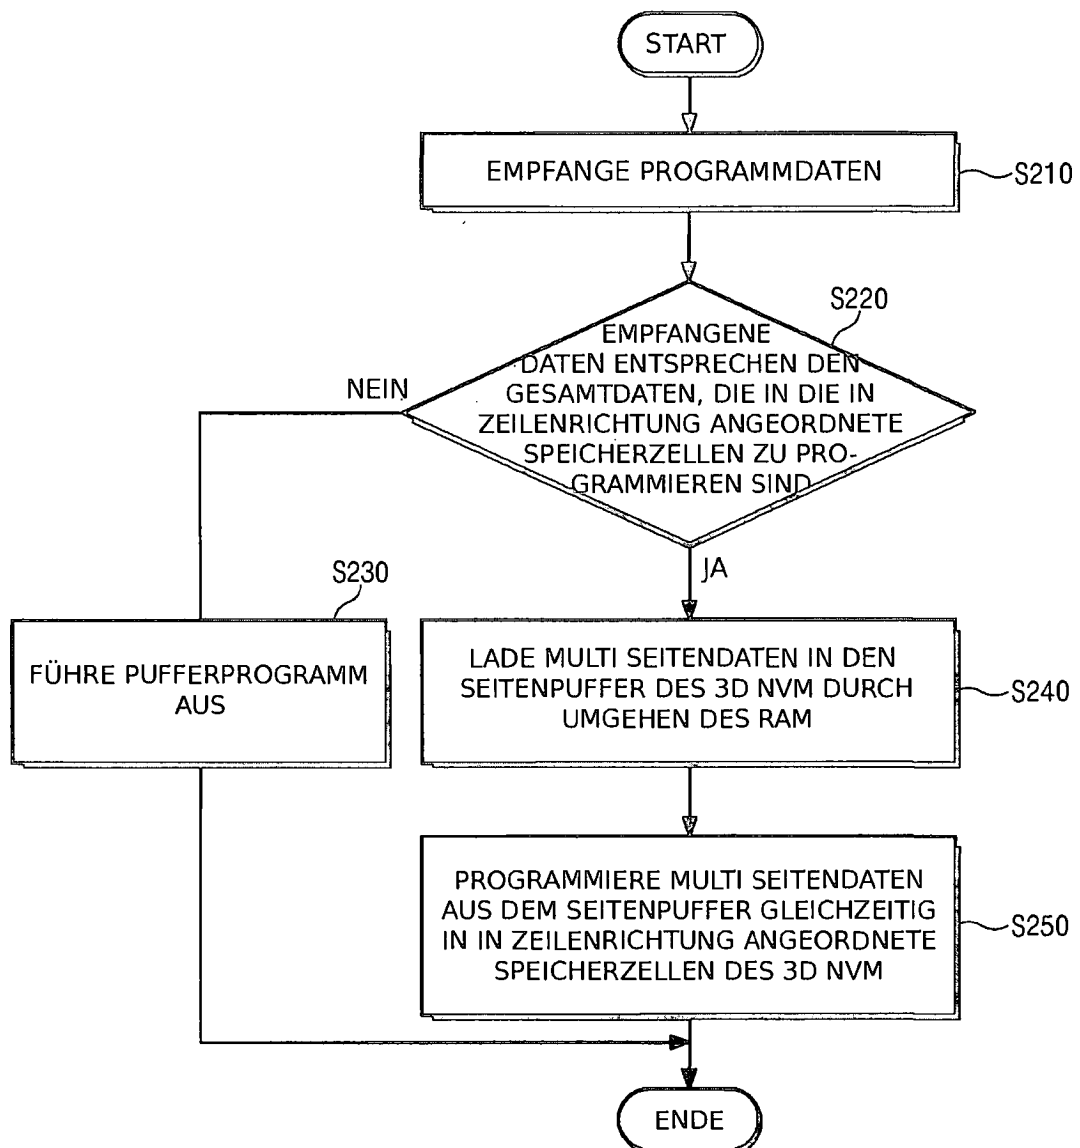 START
EMPFANGE PROGRAMMDATEN
S210
S220
EMPFANGENE
DATEN ENTSPRECHEN DEN
GESAMTDATEN, DIE IN DIE IN
ZEILENRICHTUNG ANGEORDNETE
SPEICHERZELLEN ZU PRO-
GRAMMIEREN SIND
NEIN
JA
S230
FÜHRE PUFFERPROGRAMM
AUS
LADE MULTI SEITENDATEN IN DEN
SEITENPUFFER DES 3D NVM DURCH
UMGEHEN DES RAM
S240
PROGRAMMIERE MULTI SEITENDATEN
AUS DEM SEITENPUFFER GLEICHZEITIG
IN IN ZEILENRICHTUNG ANGEORDNETE
SPEICHERZELLEN DES 3D NVM
S250
ENDE